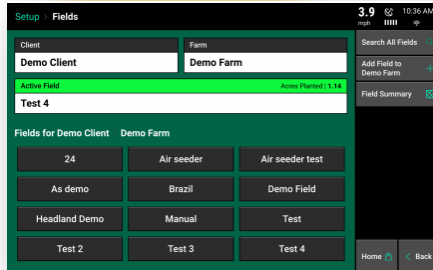 Setup > Fields
3.9 mph
10:36 AM
Client
Farm
Demo Client
Demo Farm
Active Field
Acres Planted | 1.14
Test 4
Fields for Demo Client Demo Farm
24
Air seeder
Air seeder test
As demo
Brazil
Demo Field
Headland Demo
Manual
Test
Test 2
Test 3
Test 4
Search All Fields
Add Field to
Demo Farm
Field Summary
Home
< Back